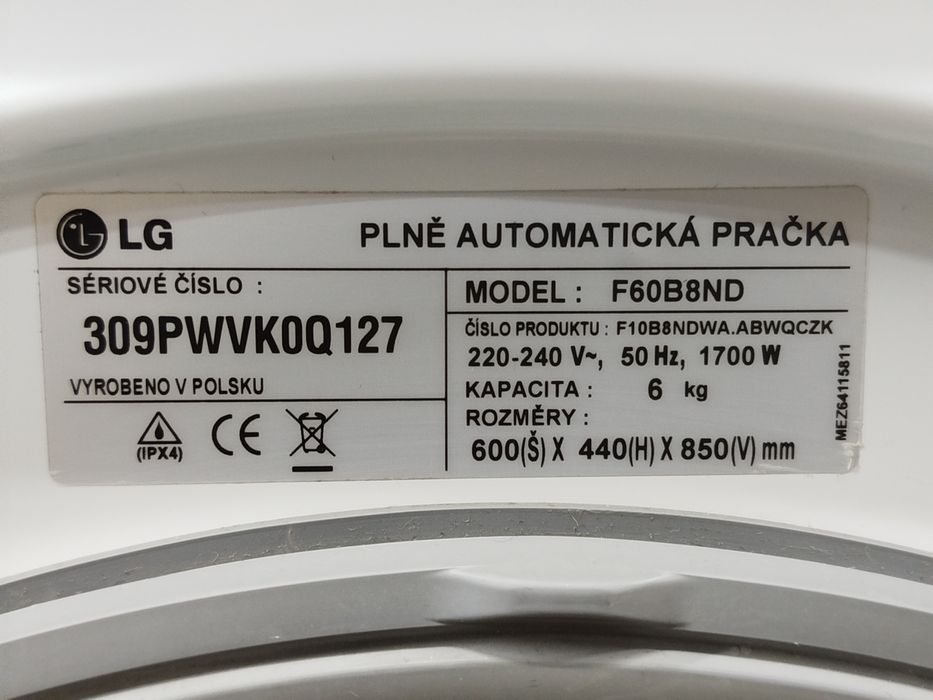 LG PLNĚ AUTOMATICKÁ PRAČKA
SÉRIOVÉ ČÍSLO :
309PWVK0Q127
VYROBENO V POLSKU
(IPX4)
CE
MODEL : F60B8ND
ČÍSLO PRODUKTU : F10B8NDWA.ABWQCZK
220-240 V~, 50 Hz, 1700 W
KAPACITA : 6 kg
ROZMĚRY :
600(Š) X 440(H) X 850(V) mm
MEZ64115811